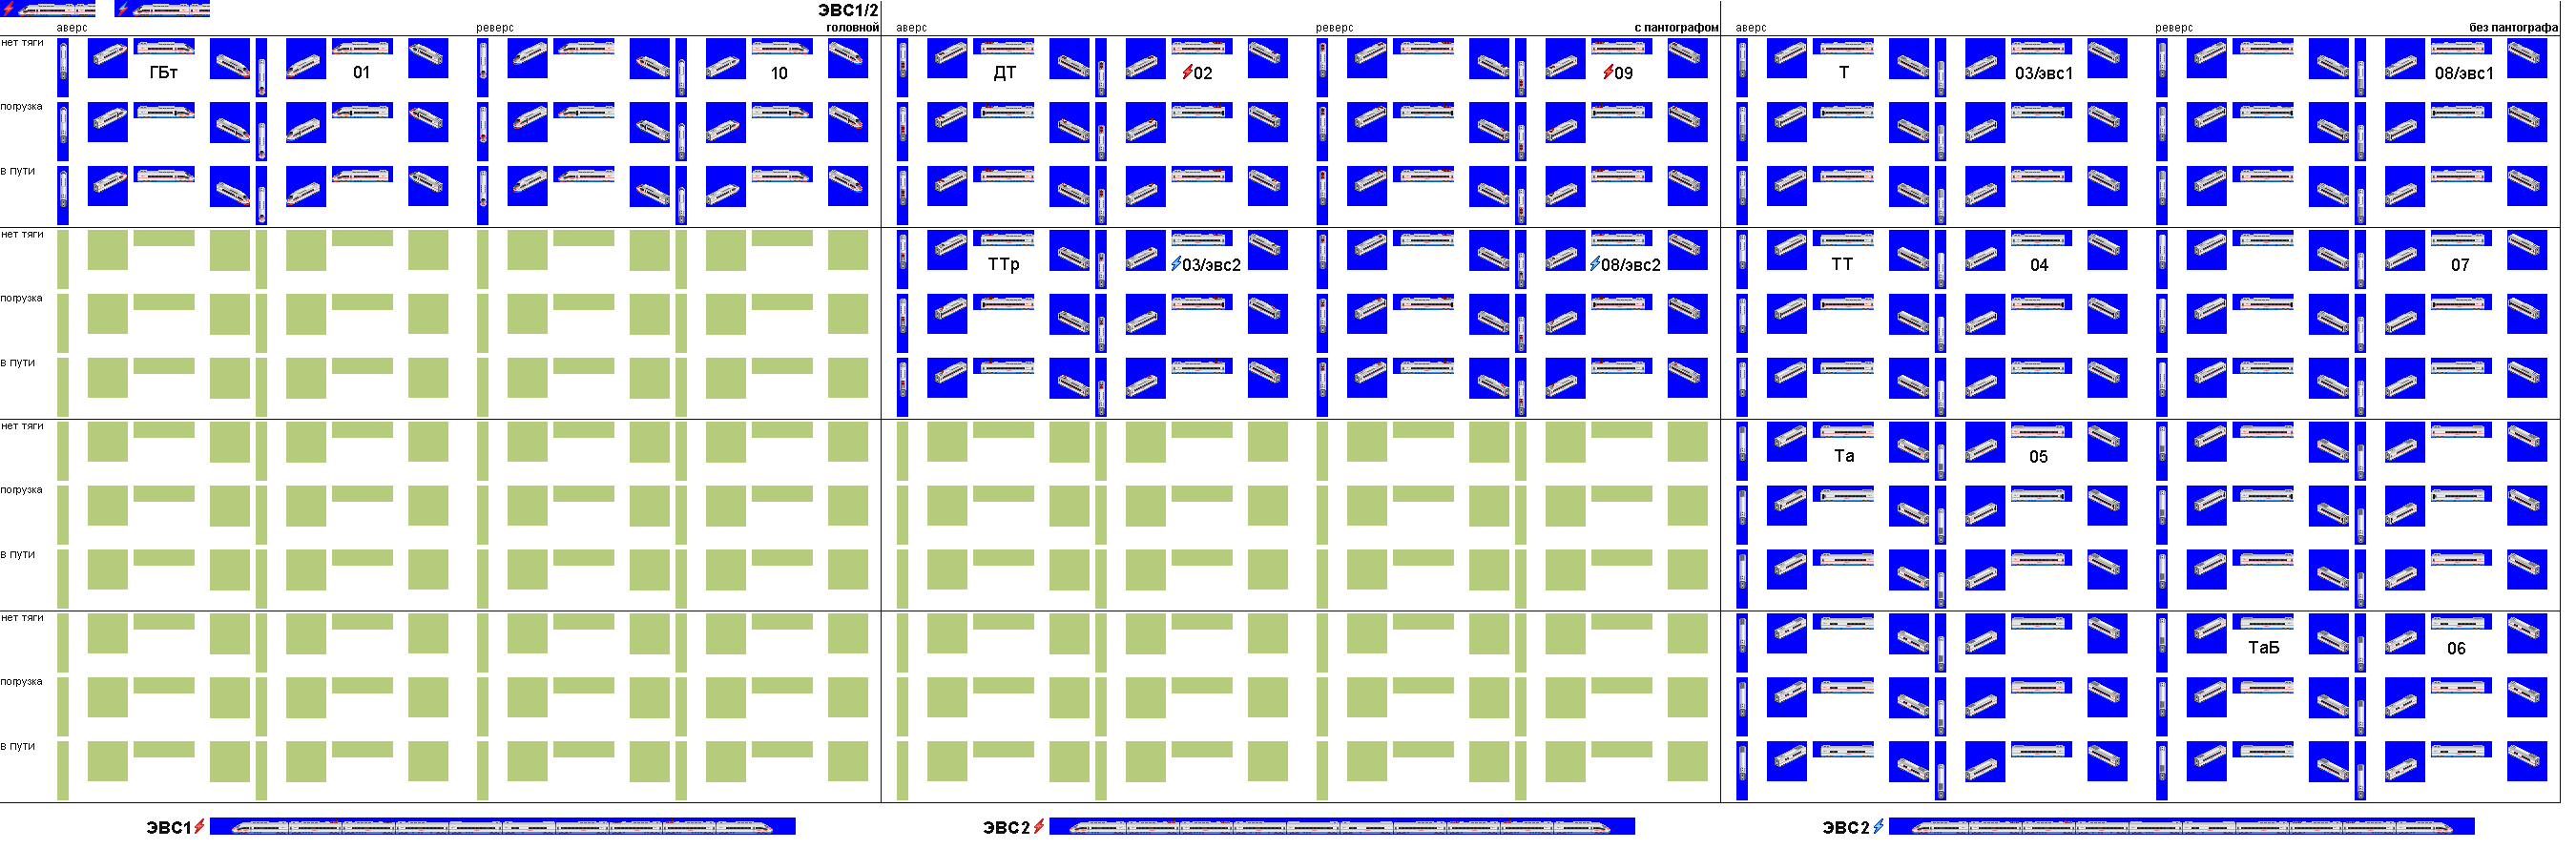 ЭВС1/2
аверс реверс головной аверс реверс с пантографом аверс реверс без пантографа
нет тяги
ГБт 01 10 ДТ 02 09 Т 03/эвс1 08/эвс1
погрузка
в пути
нет тяги
ТТр 03/эвс2 08/эвс2 ТТ 04 07
погрузка
в пути
нет тяги
Та 05
погрузка
в пути
нет тяги
ТаБ 06
погрузка
в пути
ЭВС1 ЭВС2 ЭВС2